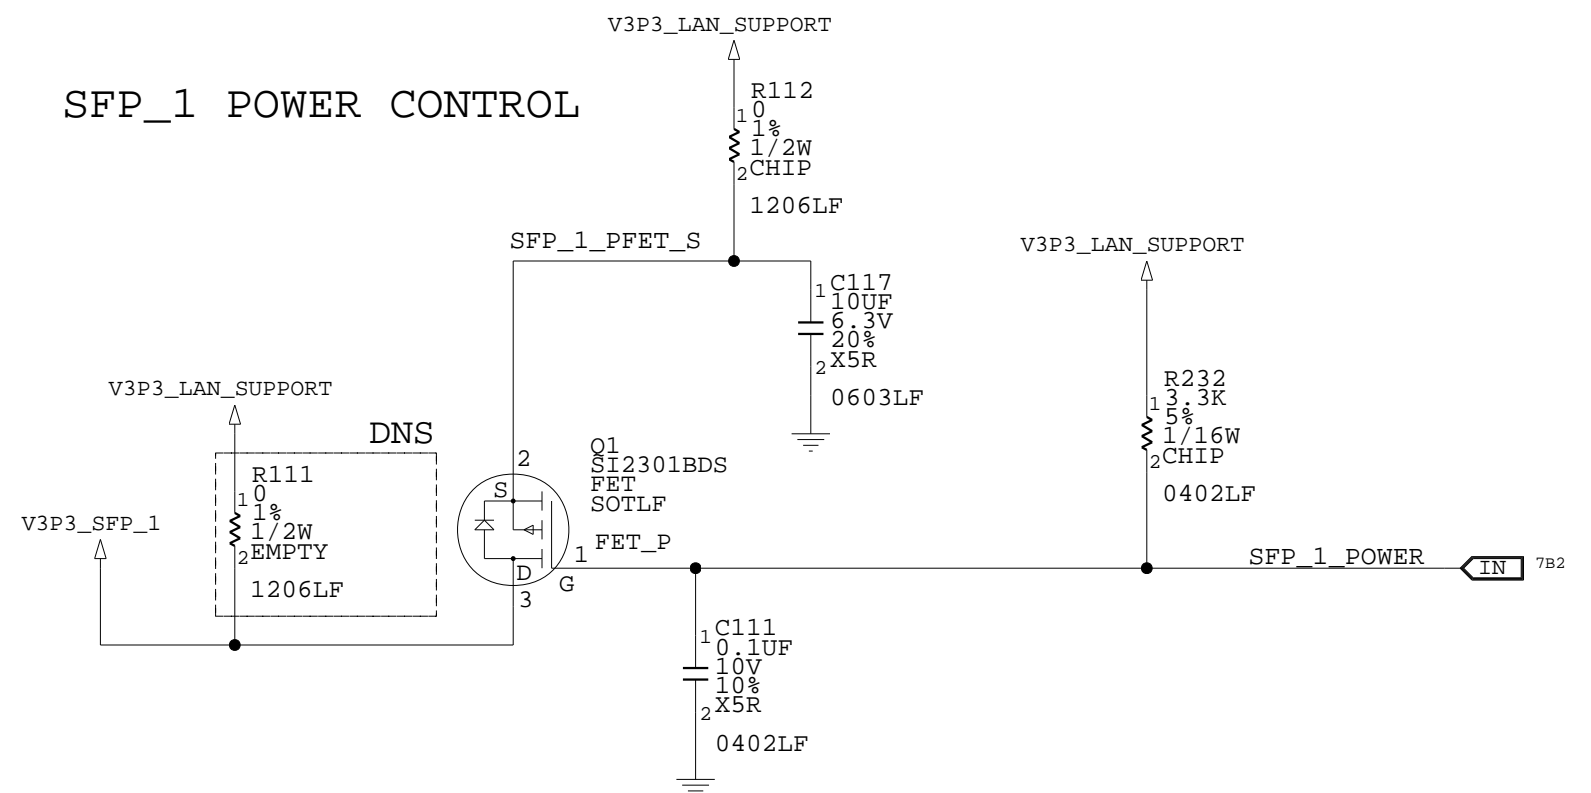 V3P3_LAN_SUPPORT
SFP_1 POWER CONTROL
R112
1
0
1%
1/2W
2
CHIP
1206LF
SFP_1_PFET_S
V3P3_LAN_SUPPORT
1
C117
10UF
6.3V
20%
2
X5R
0603LF
V3P3_LAN_SUPPORT
DNS
R111
1
0
1%
1/2W
2
EMPTY
1206LF
V3P3_SFP_1
2
S
D
3
G
1
Q1
SI2301BDS
FET
SOTLF
FET_P
R232
1
3.3K
5%
1/16W
2
CHIP
0402LF
SFP_1_POWER
IN
7B2
1
C111
0.1UF
10V
10%
2
X5R
0402LF